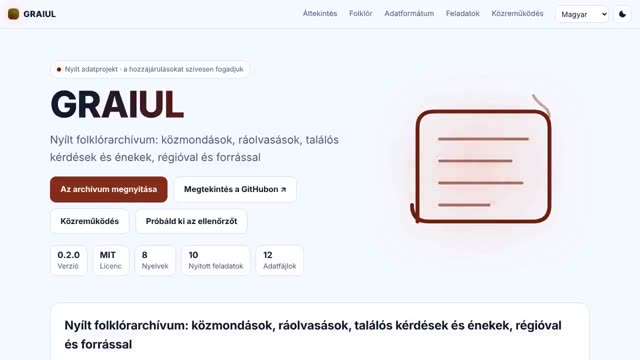 GRAIUL
Áttekintés
Folklór
Adatformátum
Feladatok
Közreműködés
Magyar
Nyílt adatprojekt · a hozzájárulásokat szívesen fogadjuk
GRAIUL
Nyílt folklórarchívum: közmondások, ráolvasások, találós
kérdések és énekek, régióval és forrással
Az archívum megnyitása
Megtekintés a GitHubon ↗
Közreműködés
Próbáld ki az ellenőrzőt
0.2.0
Verzió
MIT
Licenc
8
Nyelvek
10
Nyitott feladatok
12
Adatfájlok
Nyílt folklórarchívum: közmondások, ráolvasások, találós kérdések és énekek, régióval
és forrással